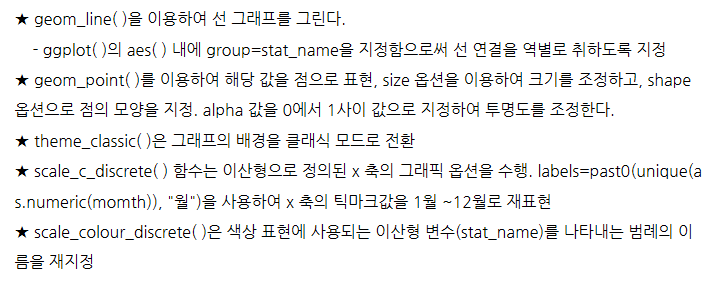 ★ geom_line( )을 이용하여 선 그래프를 그린다.
- ggplot( )의 aes( ) 내에 group=stat_name을 지정함으로써 선 연결을 역별로 취하도록 지정
★ geom_point( )를 이용하여 해당 값을 점으로 표현, size 옵션을 이용하여 크기를 조정하고, shape
옵션으로 점의 모양을 지정. alpha 값을 0에서 1사이 값으로 지정하여 투명도를 조정한다.
★ theme_classic( )은 그래프의 배경을 클래식 모드로 전환
★ scale_c_discrete( ) 함수는 이산형으로 정의된 x 축의 그래픽 옵션을 수행. labels=past0(unique(a
s.numeric(momth)), "월")을 사용하여 x 축의 틱마크값을 1월 ~12월로 재표현
★ scale_colour_discrete( )은 색상 표현에 사용되는 이산형 변수(stat_name)를 나타내는 범례의 이
름을 재지정